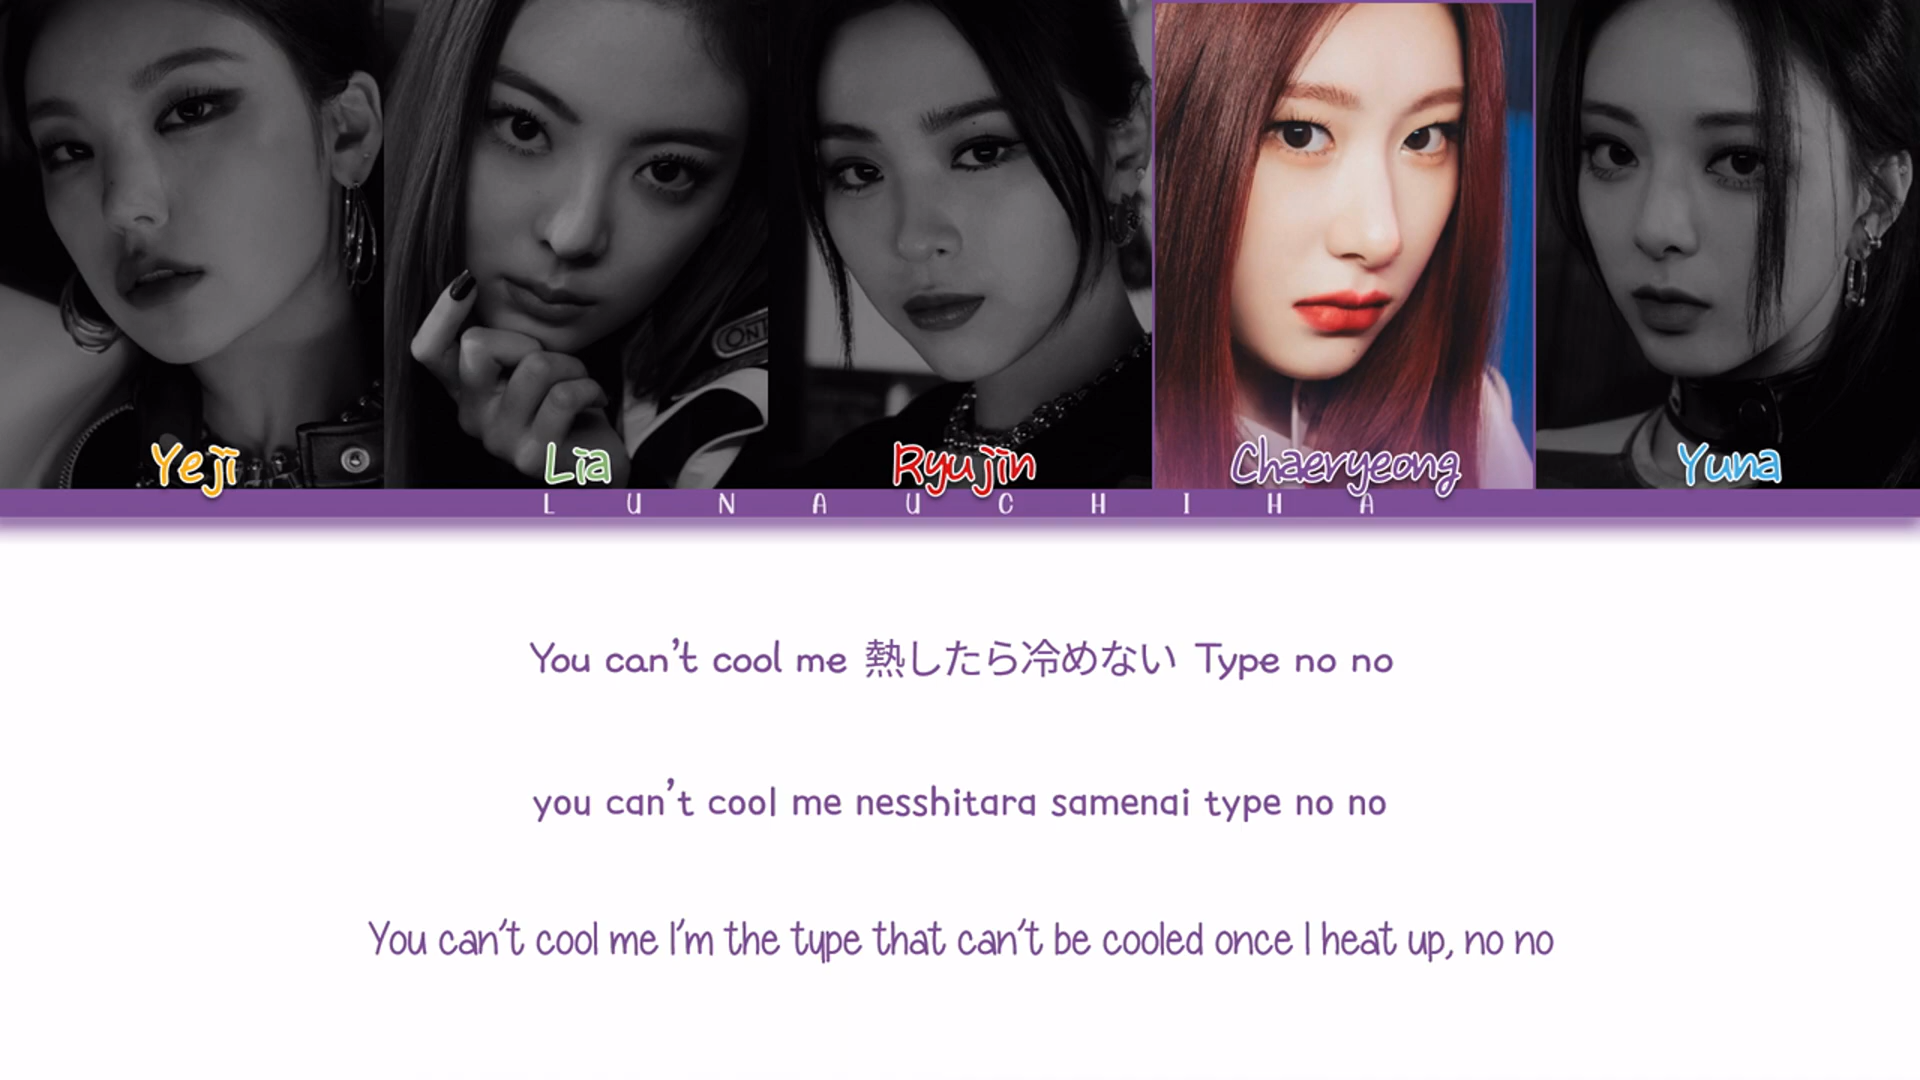 Yeji
Lia
Ryujin
Chaeryeong
Yuna
LUNAUCHIHA
You can't cool me 熱したら冷めない Type no no
you can't cool me nesshitara samenai type no no
You can't cool me I'm the type that can't be cooled once I heat up, no no